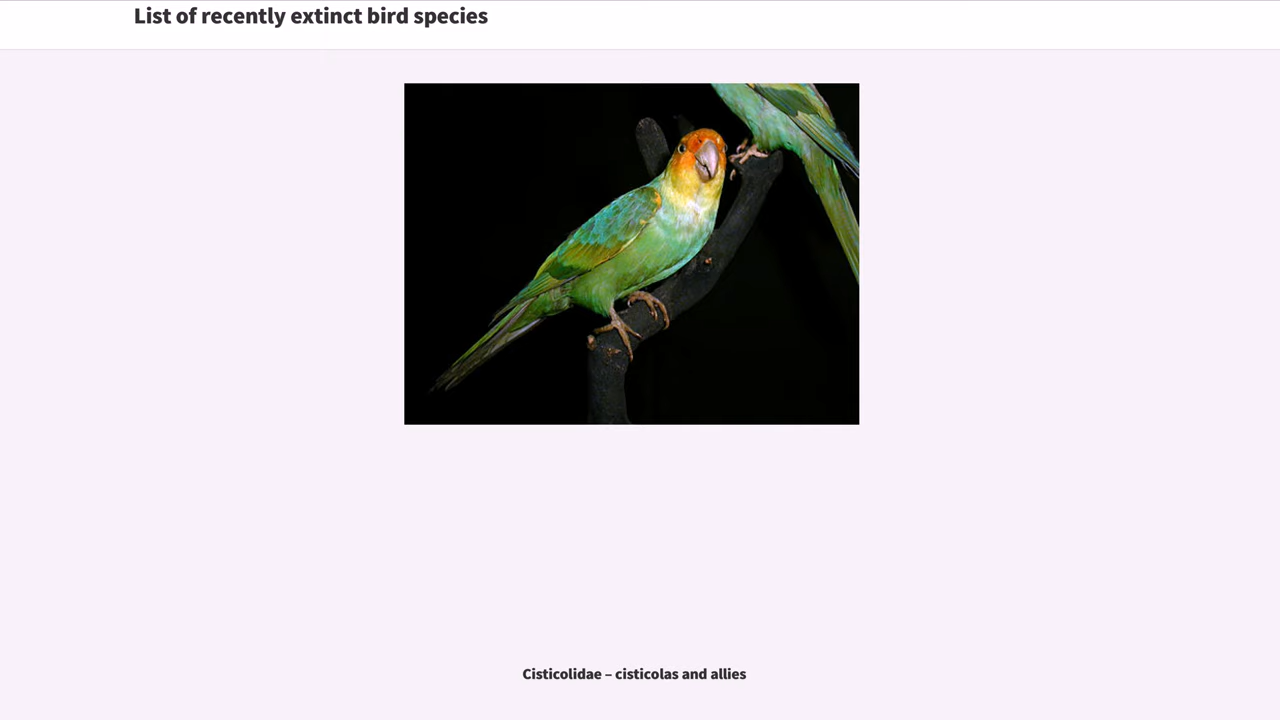 List of recently extinct bird species
Cisticolidae – cisticolas and allies